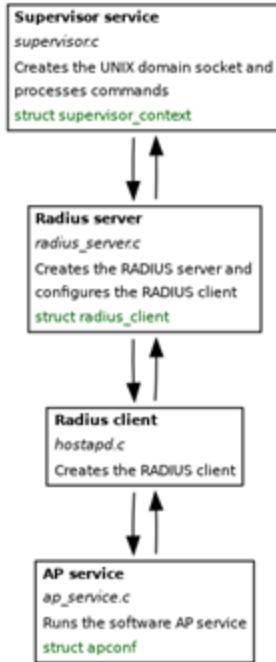 Supervisor service
supervisor.c
Creates the UNIX domain socket and
processes commands
struct supervisor_context
Radius server
radius_server.c
Creates the RADIUS server and
configures the RADIUS client
struct radius_client
Radius client
hostapd.c
Creates the RADIUS client
AP service
ap_service.c
Runs the software AP service
struct apconf